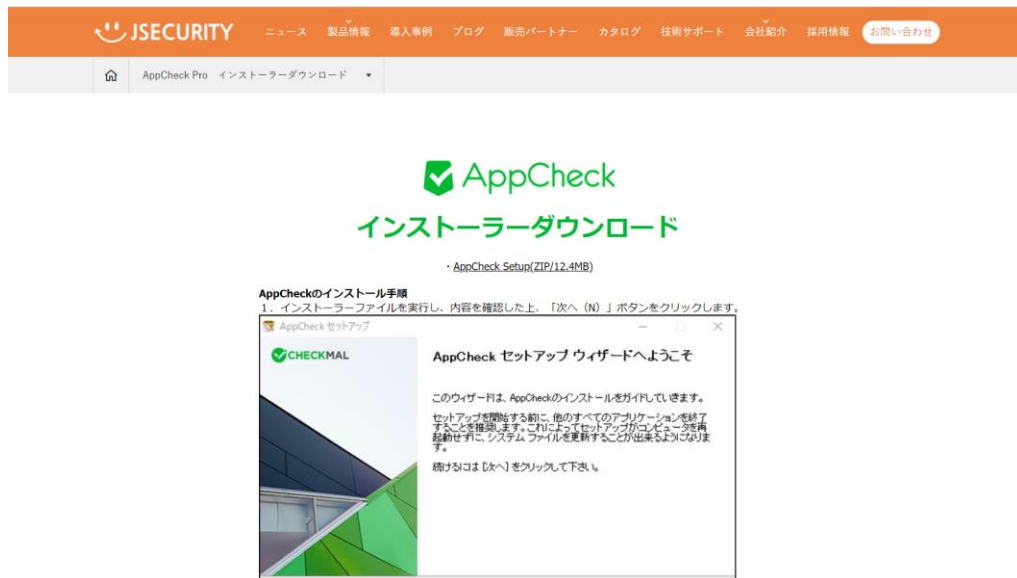 JSECURITY
ニュース 製品情報 導入事例 ブログ 販売パートナー カタログ 技術サポート 会社紹介 採用情報 お問い合わせ
AppCheck Pro インストーラーダウンロード
AppCheck
インストーラーダウンロード
・AppCheck Setup(ZIP/12.4MB)
AppCheckのインストール手順
1．インストーラーファイルを実行し、内容を確認した上、「次へ（N）」ボタンをクリックします。
AppCheck セットアップ
CHECKMAL
AppCheck セットアップ ウィザードへようこそ
このウィザードは、AppCheckのインストールをガイドしていきます。
セットアップを開始する前に、他のすべてのアプリケーションを終了
することを推奨します。これによってセットアップがコンピュータを再
起動せずに、システム ファイルを更新することが出来るようになりま
す。
続けるには [次へ] をクリックして下さい。